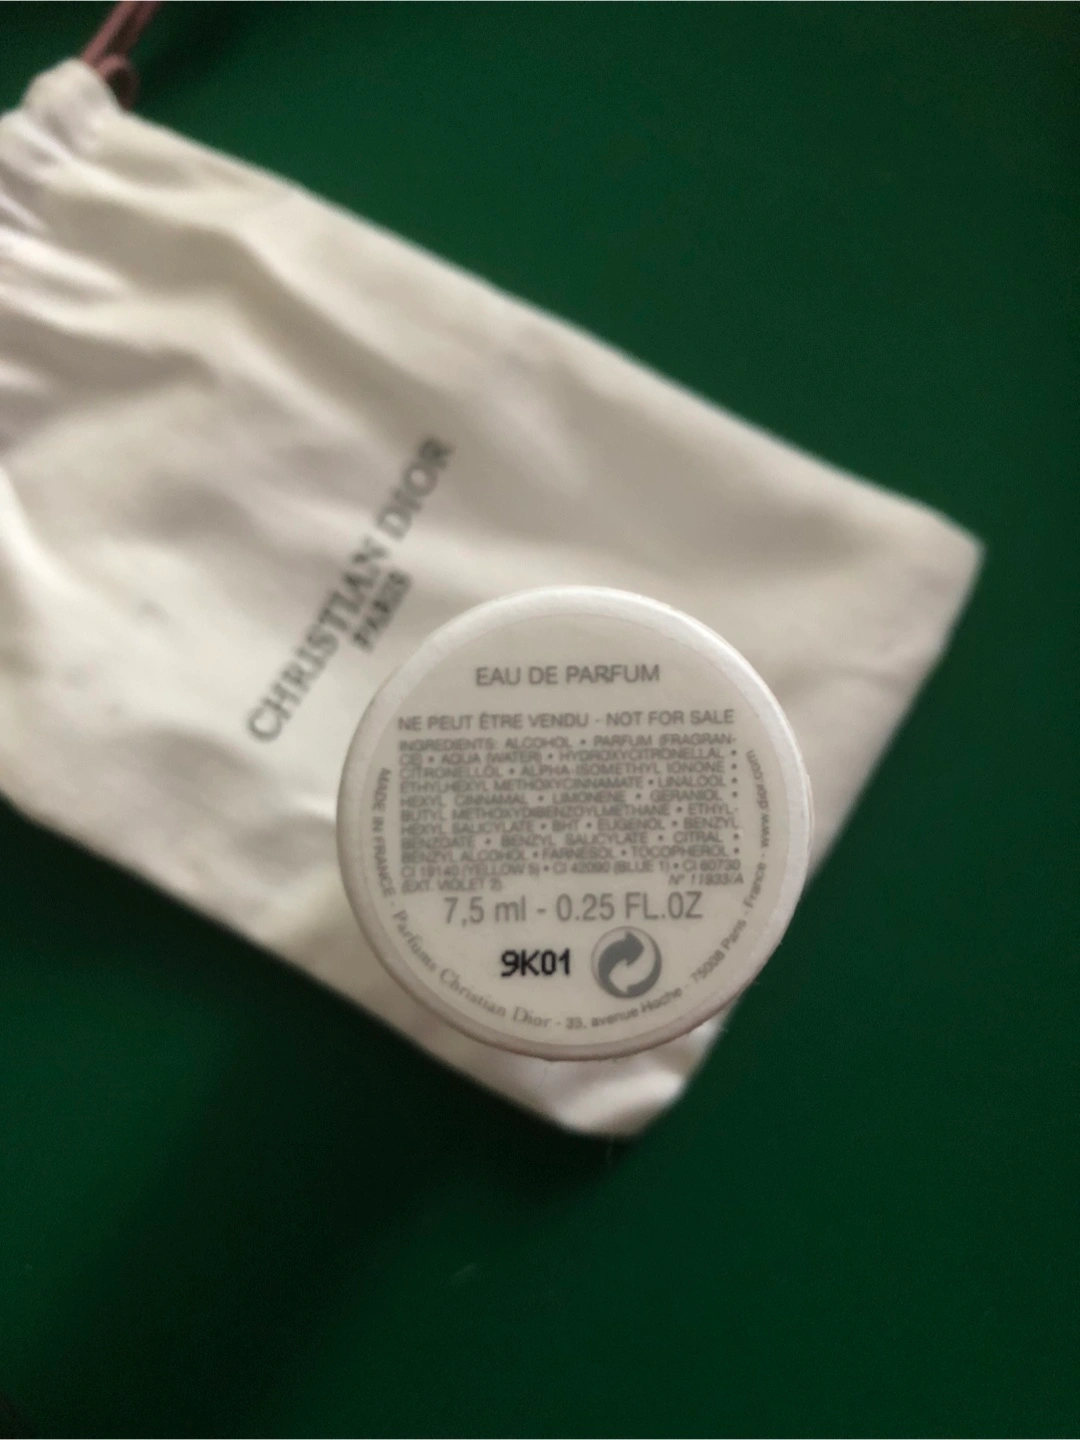 CHRISTIAN DIOR
PARIS
EAU DE PARFUM
NE PEUT ÊTRE VENDU - NOT FOR SALE
INGREDIENTS: ALCOHOL • PARFUM (FRAGRAN-
CE) • AQUA (WATER) • HYDROXYCITRONELLAL •
CITRONELLOL • ALPHA-ISOMETHYL IONONE •
ETHYLHEXYL METHOXYCINNAMATE • LINALOOL •
HEXYL CINNAMAL • LIMONENE • GERANIOL •
BUTYL METHOXYDIBENZOYLMETHANE • ETHYL-
HEXYL SALICYLATE • BHT • EUGENOL • BENZYL
BENZOATE • BENZYL SALICYLATE • CITRAL •
BENZYL ALCOHOL • FARNESOL • TOCOPHEROL •
CI 19140 (YELLOW 5) • CI 42090 (BLUE 1) • CI 60730
(EXT. VIOLET 2). N° 11933/A
7,5 ml - 0.25 FL.OZ
9K01
MADE IN FRANCE - Parfums Christian Dior - 33, avenue Hoche - 75008 Paris - France - www.dior.com